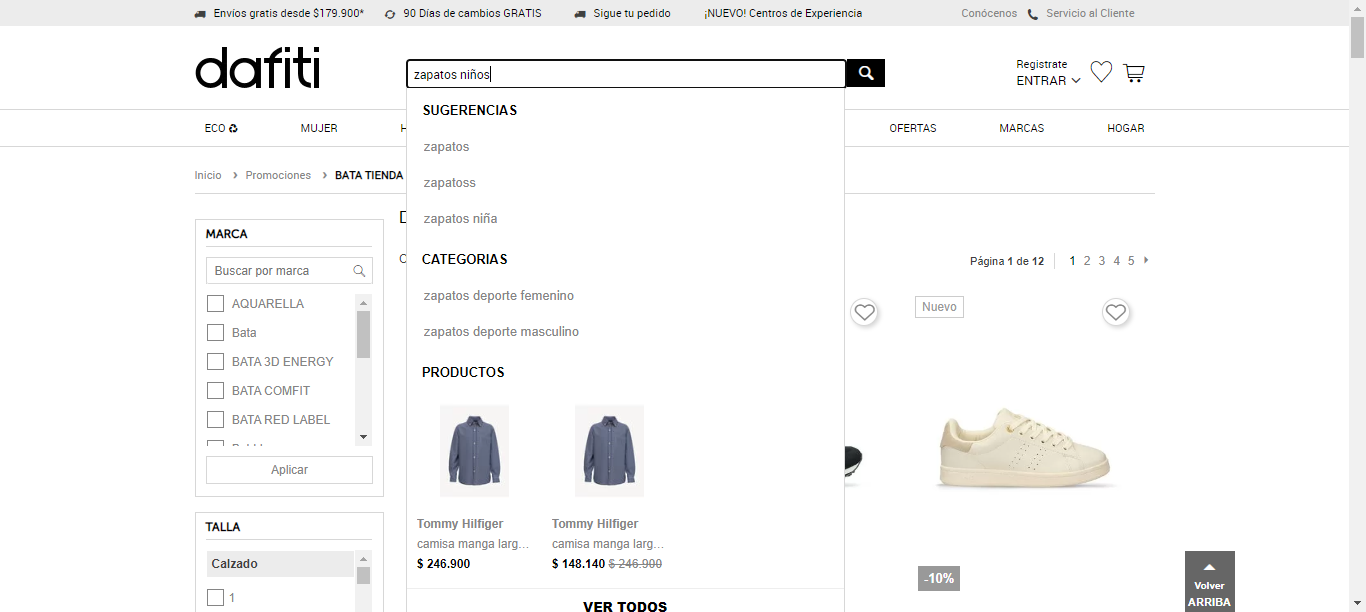 Envíos gratis desde $179.900* 90 Días de cambios GRATIS Sigue tu pedido ¡NUEVO! Centros de Experiencia Conócenos Servicio al Cliente
dafiti
zapatos niños
Registrate
ENTRAR
ECO MUJER H OFERTAS MARCAS HOGAR
SUGERENCIAS
zapatos
zapatoss
zapatos niña
CATEGORIAS
zapatos deporte femenino
zapatos deporte masculino
PRODUCTOS
Tommy Hilfiger
camisa manga larg...
$ 246.900
Tommy Hilfiger
camisa manga larg...
$ 148.140 $ 246.900
VER TODOS
Inicio › Promociones › BATA TIENDA
MARCA
Buscar por marca
AQUARELLA
Bata
BATA 3D ENERGY
BATA COMFIT
BATA RED LABEL
Aplicar
TALLA
Calzado
1
Página 1 de 12 1 2 3 4 5
Nuevo
-10%
Volver
ARRIBA